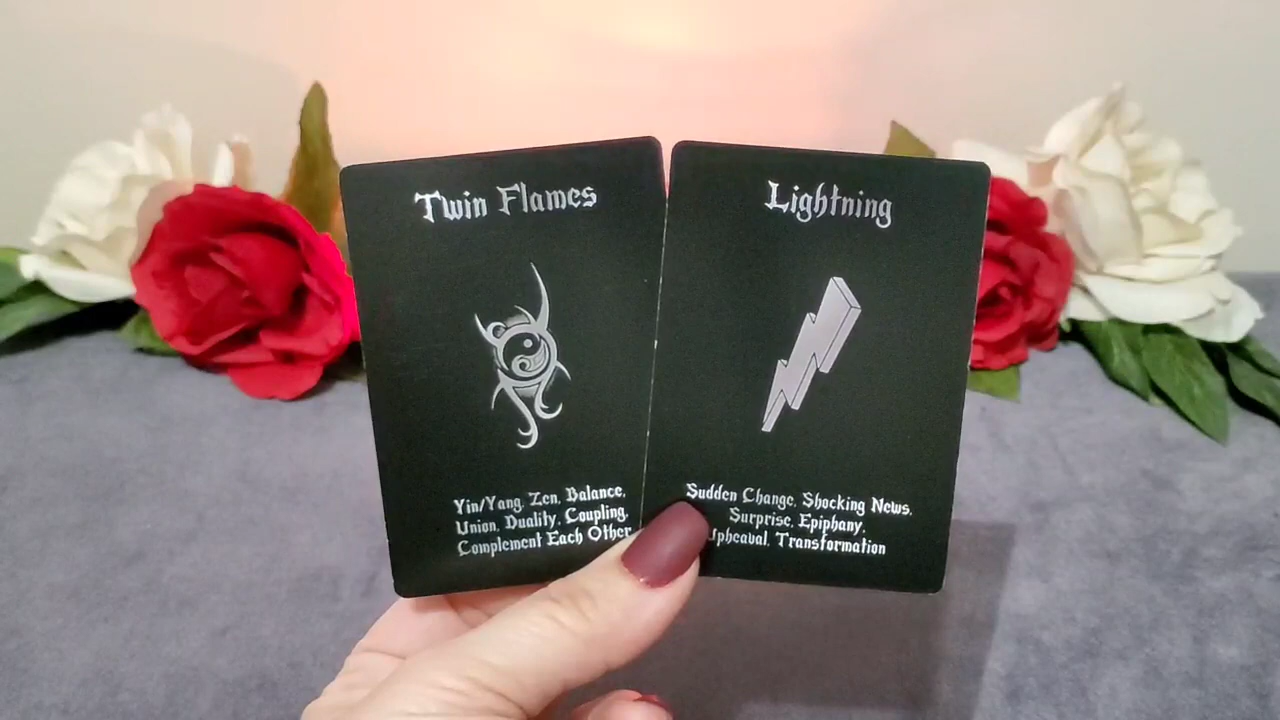 Twin Flames
Yin/Yang, Zen, Balance,
Union, Duality, Coupling,
Complement Each Other
Lightning
Sudden Change, Shocking News,
Surprise, Epiphany,
Upheaval, Transformation